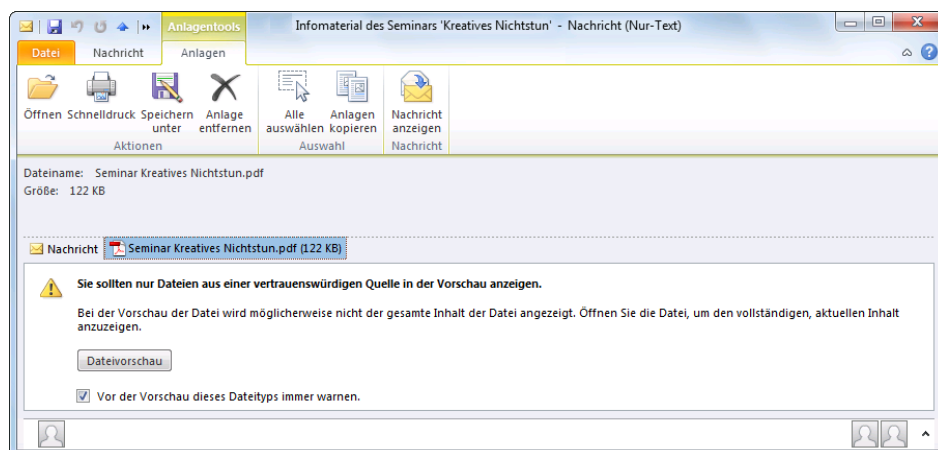 Anlagentools
Infomaterial des Seminars 'Kreatives Nichtstun' - Nachricht (Nur-Text)
Datei Nachricht Anlagen
Öffnen Schnelldruck Speichern unter Anlage entfernen Alle auswählen Anlagen kopieren Nachricht anzeigen
Aktionen Auswahl Nachricht
Dateiname: Seminar Kreatives Nichtstun.pdf
Größe: 122 KB
Nachricht Seminar Kreatives Nichtstun.pdf (122 KB)
Sie sollten nur Dateien aus einer vertrauenswürdigen Quelle in der Vorschau anzeigen.
Bei der Vorschau der Datei wird möglicherweise nicht der gesamte Inhalt der Datei angezeigt. Öffnen Sie die Datei, um den vollständigen, aktuellen Inhalt
anzuzeigen.
Dateivorschau
Vor der Vorschau dieses Dateityps immer warnen.